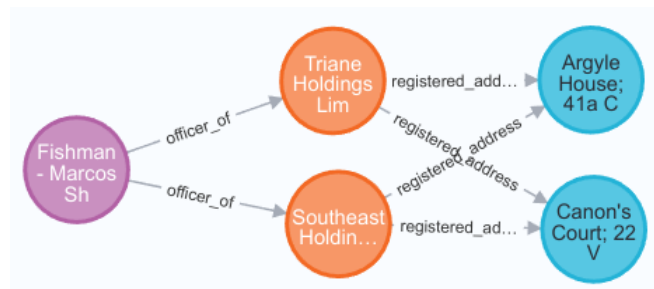 Fishman
- Marcos
Sh
officer_of
officer_of
Triane
Holdings
Lim
Southeast
Holdin…
registered_add…
registered_address
registered_address
registered_ad…
Argyle
House;
41a C
Canon's
Court; 22
V